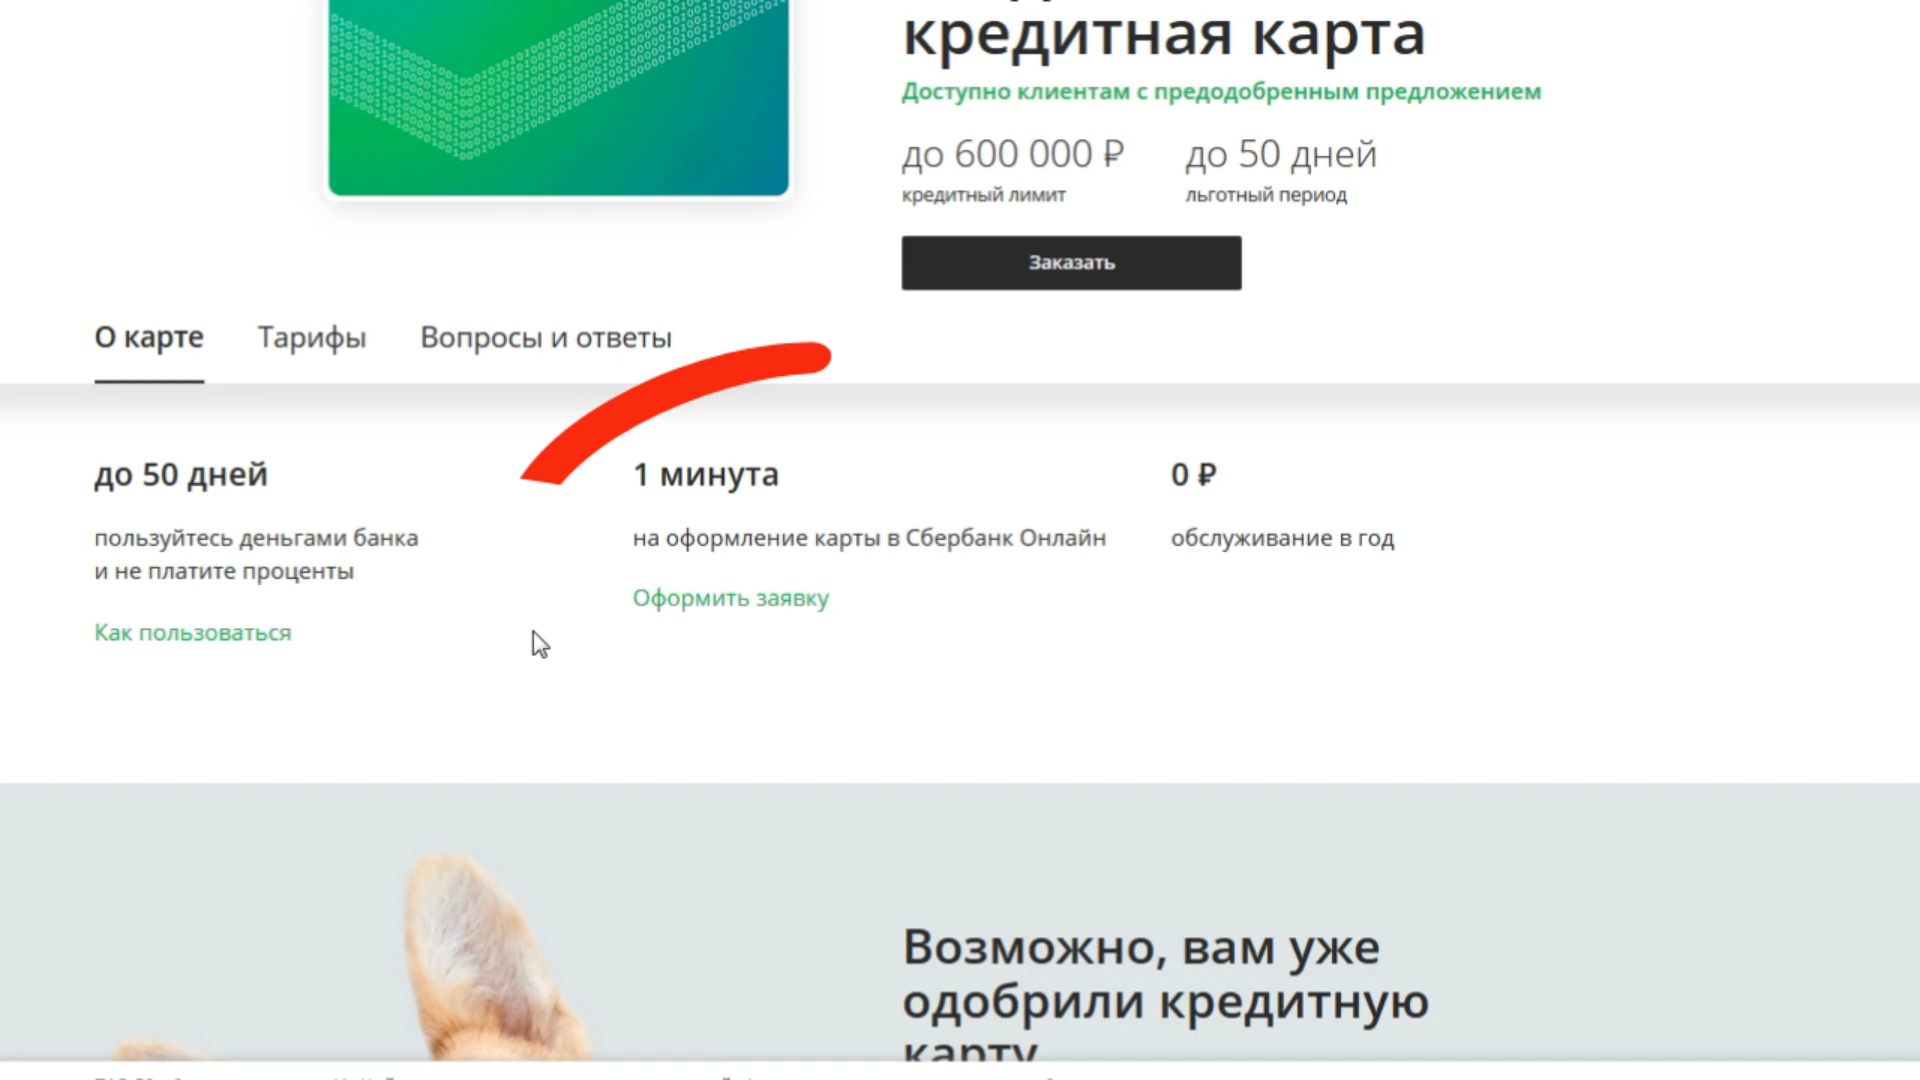 кредитная карта
Доступно клиентам с предодобренным предложением
до 600 000 ₽ до 50 дней
кредитный лимит льготный период
Заказать
О карте Тарифы Вопросы и ответы
до 50 дней
пользуйтесь деньгами банка
и не платите проценты
Как пользоваться
1 минута
на оформление карты в Сбербанк Онлайн
Оформить заявку
0 ₽
обслуживание в год
Возможно, вам уже
одобрили кредитную
карту